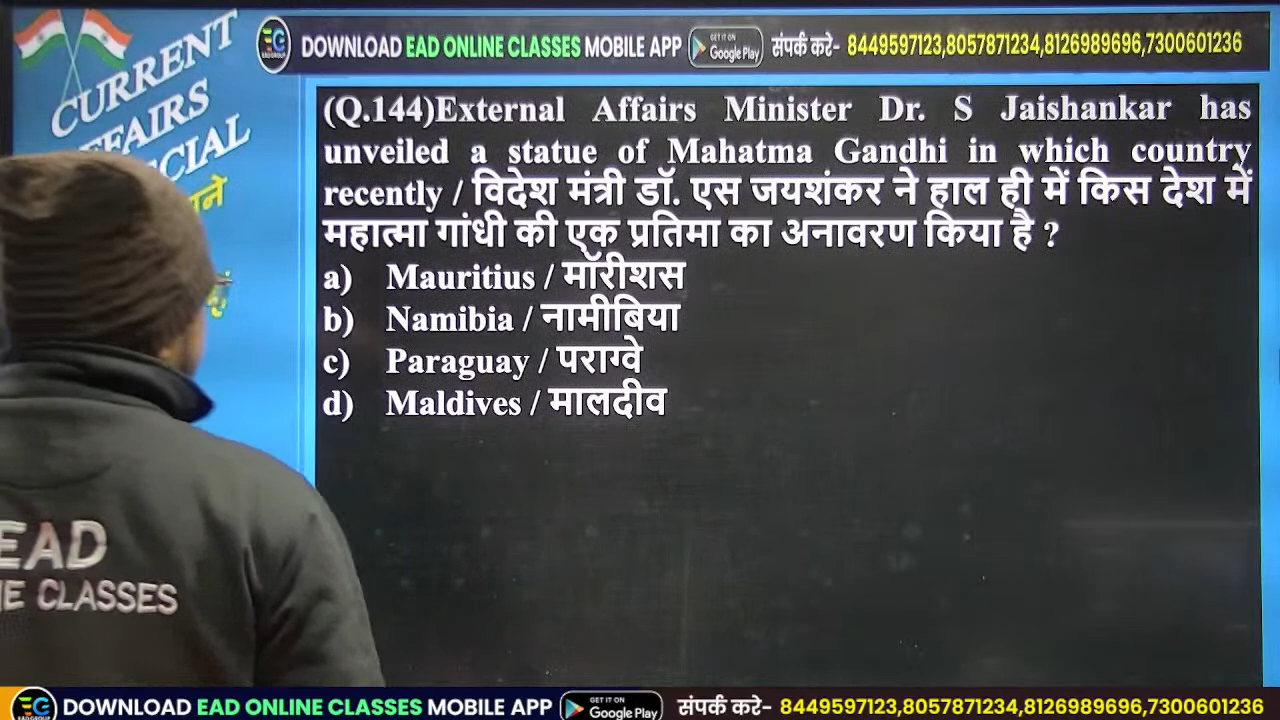 DOWNLOAD EAD ONLINE CLASSES MOBILE APP GET IT ON Google Play संपर्क करे- 8449597123,8057871234,8126989696,7300601236
CURRENT
AFFAIRS
(Q.144)External Affairs Minister Dr. S Jaishankar has
unveiled a statue of Mahatma Gandhi in which country
recently / विदेश मंत्री डॉ. एस जयशंकर ने हाल ही में किस देश में
महात्मा गांधी की एक प्रतिमा का अनावरण किया है ?
a) Mauritius / मॉरीशस
b) Namibia / नामीबिया
c) Paraguay / पराग्वे
d) Maldives / मालदीव
EAD
CLASSES
DOWNLOAD EAD ONLINE CLASSES MOBILE APP GET IT ON Google Play संपर्क करे- 8449597123,8057871234,8126989696,7300601236